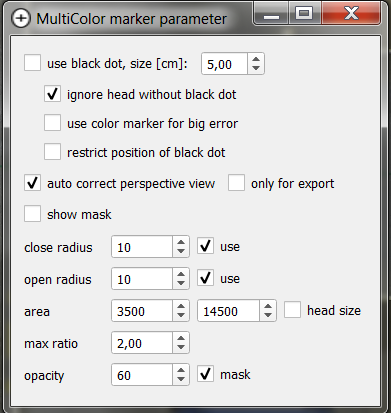 MultiColor marker parameter
use black dot, size [cm]: 5,00
ignore head without black dot
use color marker for big error
restrict position of black dot
auto correct perspective view only for export
show mask
close radius 10 use
open radius 10 use
area 3500 14500 head size
max ratio 2,00
opacity 60 mask